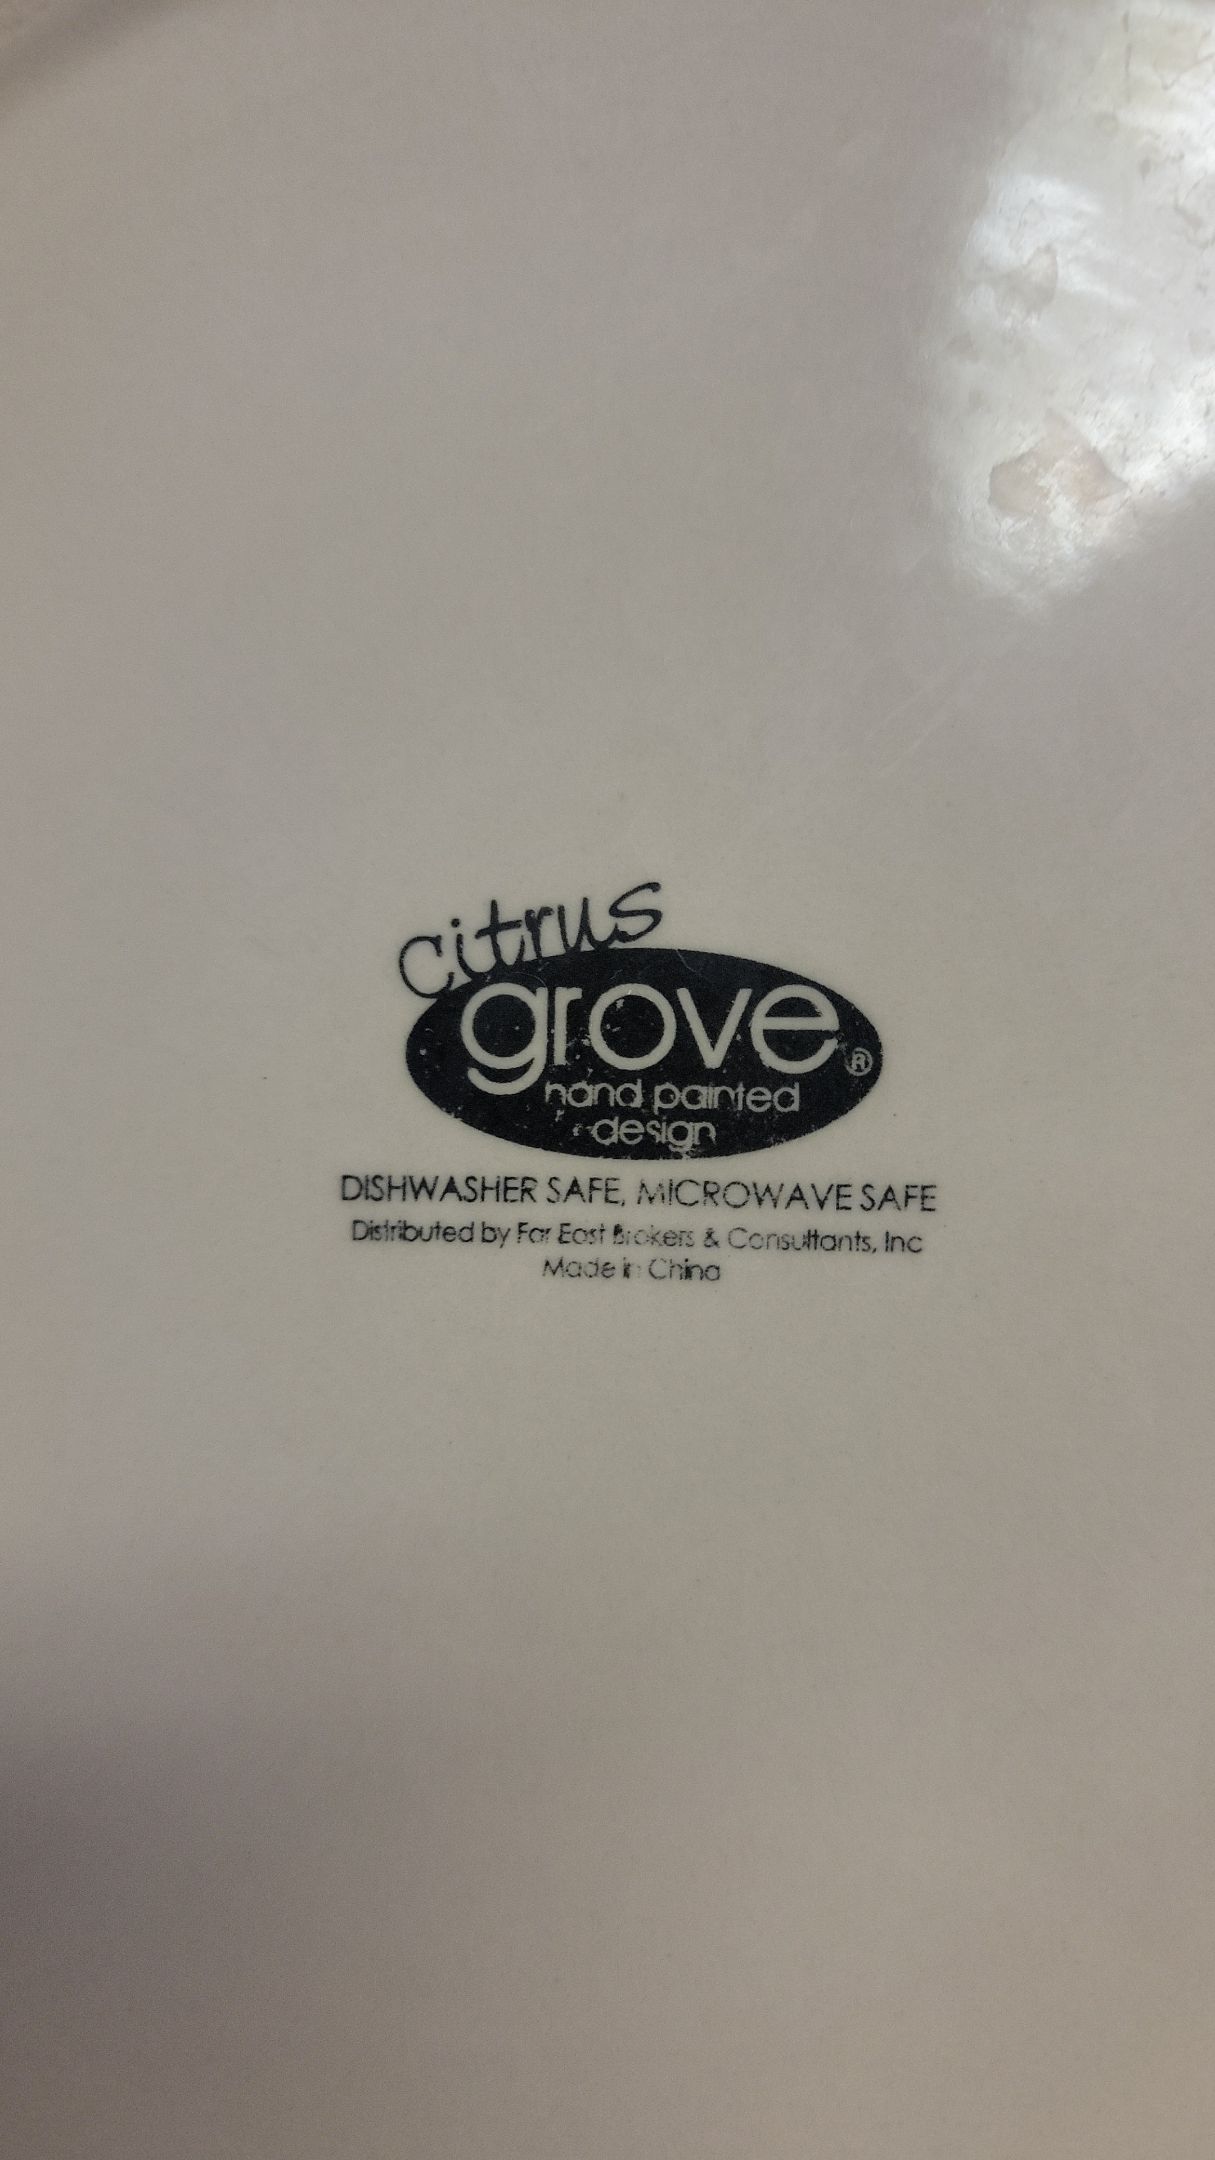 citrus
grove®
hand painted
design
DISHWASHER SAFE, MICROWAVE SAFE
Distributed by Far East Brokers & Consultants, Inc
Made in China